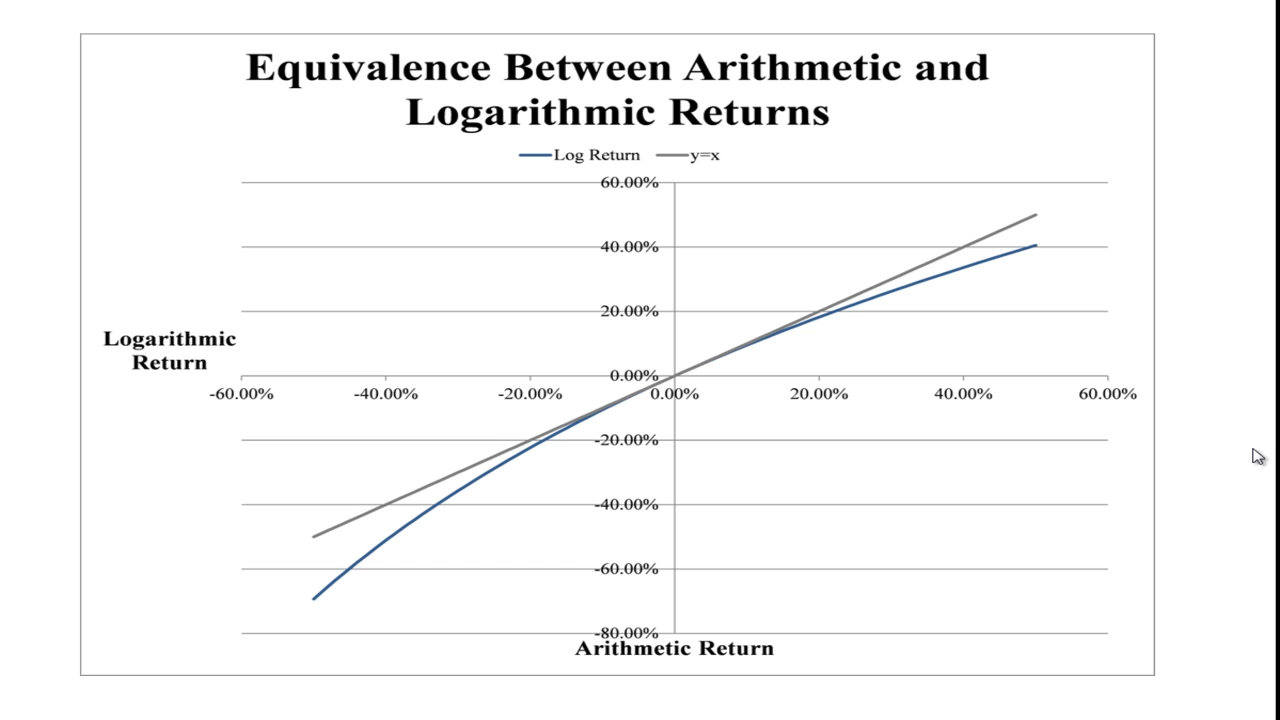 Equivalence Between Arithmetic and
Logarithmic Returns
Log Return y=x
60.00%
40.00%
20.00%
Logarithmic
Return
0.00%
-60.00% -40.00% -20.00% 0.00% 20.00% 40.00% 60.00%
-20.00%
-40.00%
-60.00%
-80.00%
Arithmetic Return